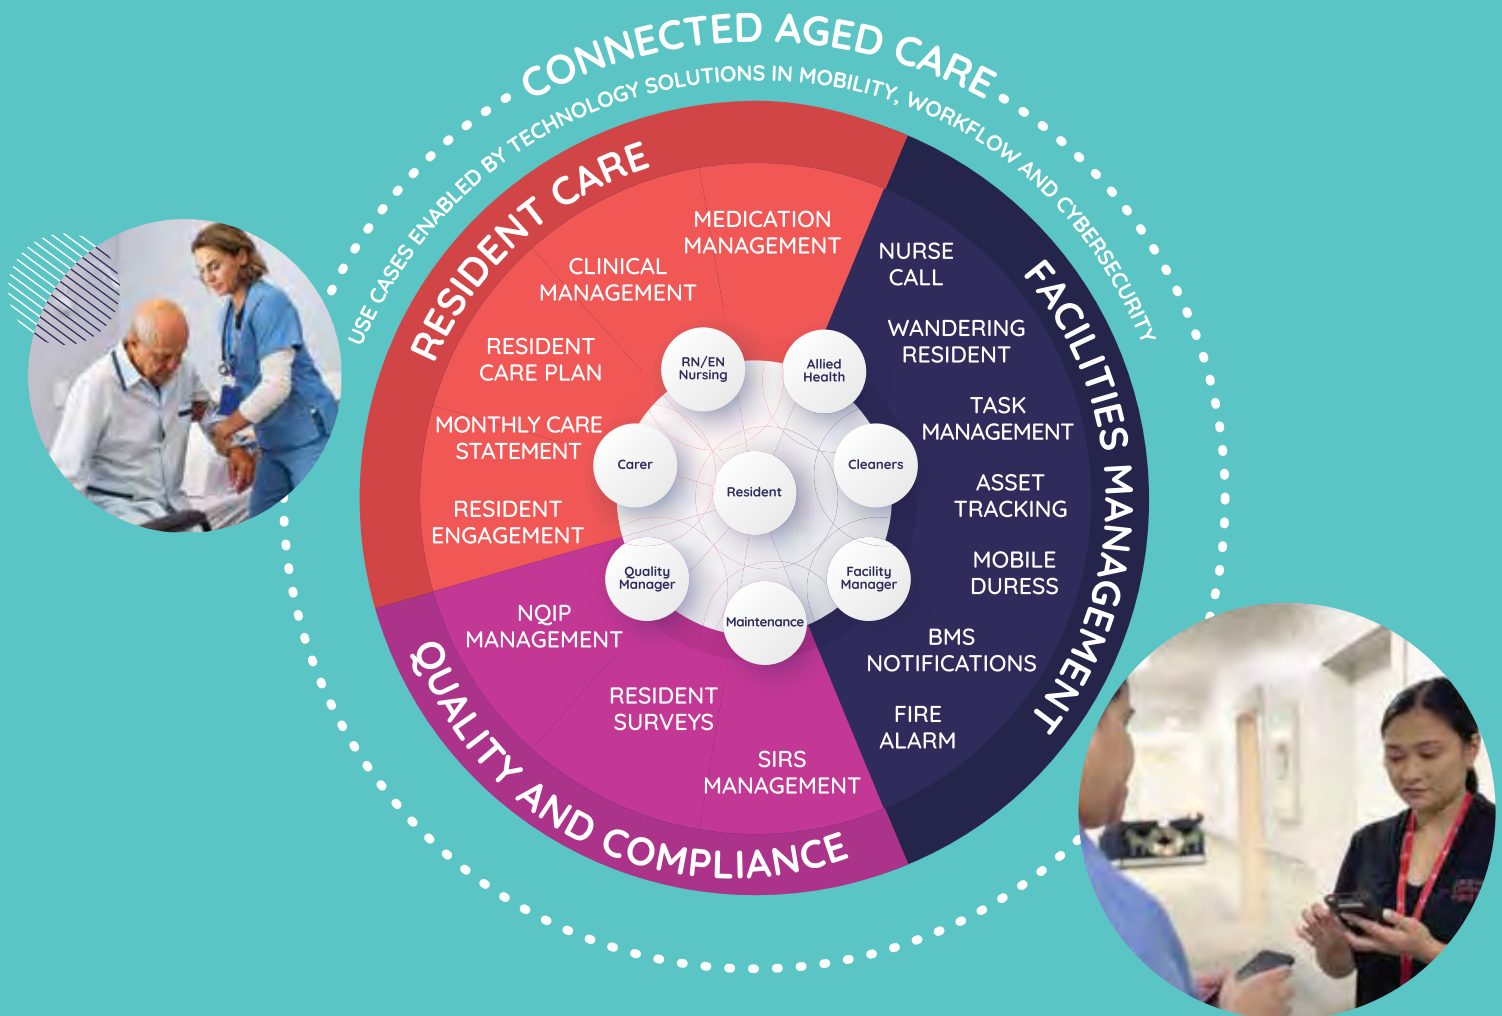 CONNECTED AGED CARE
USE CASES ENABLED BY TECHNOLOGY SOLUTIONS IN MOBILITY, WORKFLOW AND CYBERSECURITY
RESIDENT CARE
MEDICATION
MANAGEMENT
CLINICAL
MANAGEMENT
RESIDENT
CARE PLAN
MONTHLY CARE
STATEMENT
RESIDENT
ENGAGEMENT
FACILITIES MANAGEMENT
NURSE
CALL
WANDERING
RESIDENT
TASK
MANAGEMENT
ASSET
TRACKING
MOBILE
DURESS
BMS
NOTIFICATIONS
FIRE
ALARM
QUALITY AND COMPLIANCE
NQIP
MANAGEMENT
RESIDENT
SURVEYS
SIRS
MANAGEMENT
RN/EN
Nursing
Allied
Health
Carer
Cleaners
Resident
Quality
Manager
Facility
Manager
Maintenance